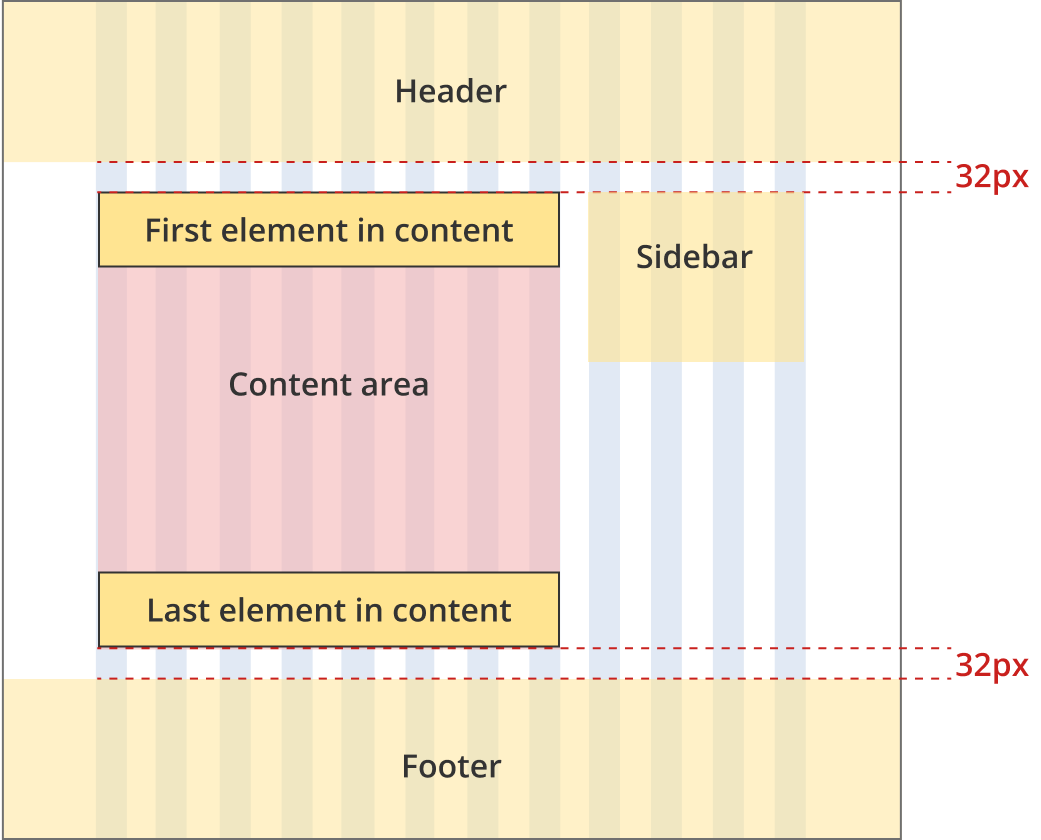 Header
32px
First element in content
Sidebar
Content area
Last element in content
32px
Footer